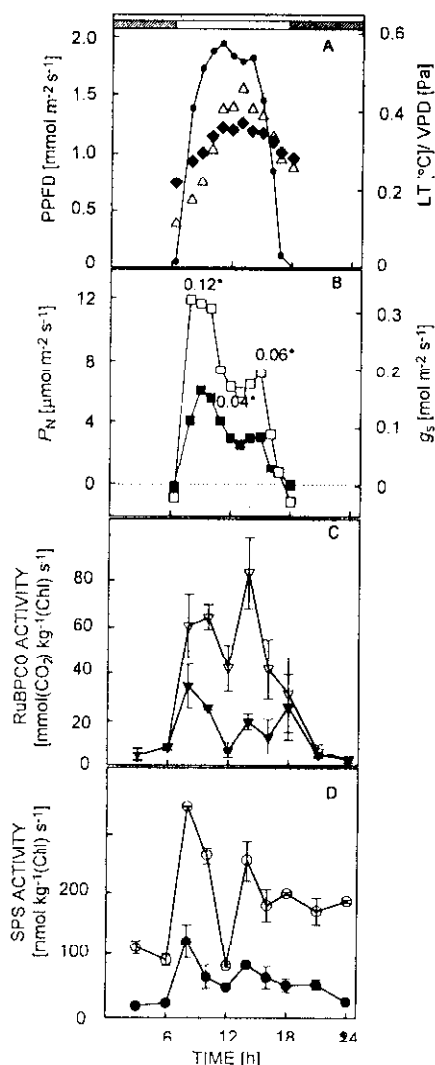 A
PPFD [mmol m-2 s-1]
2.0
1.5
1.0
0.5
0
LT [°C]/ VPD [Pa]
0.6
0.4
0.2
0
B
0.12*
0.06*
0.04*
PN [µmol m-2 s-1]
12
8
4
0
gs [mol m-2 s-1]
0.3
0.2
0.1
0
C
RuBPC0 ACTIVITY
[mmol(CO2) kg-1(Chl) s-1]
80
60
40
20
0
D
SPS ACTIVITY
[mmol kg-1(Chl) s-1]
200
100
0
6
12
18
24
TIME [h]